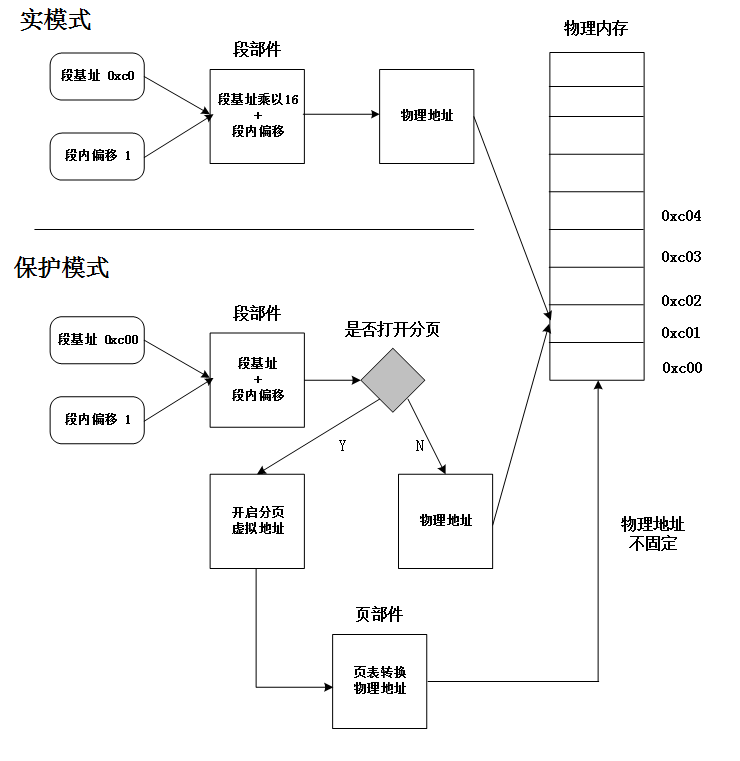 实模式
段部件
段基址 0xc0
段内偏移 1
段基址乘以16
+
段内偏移
物理地址
物理内存
0xc04
0xc03
0xc02
0xc01
0xc00
保护模式
段部件
段基址 0xc00
段内偏移 1
段基址
+
段内偏移
是否打开分页
Y
N
开启分页
虚拟地址
物理地址
物理地址
不固定
页部件
页表转换
物理地址